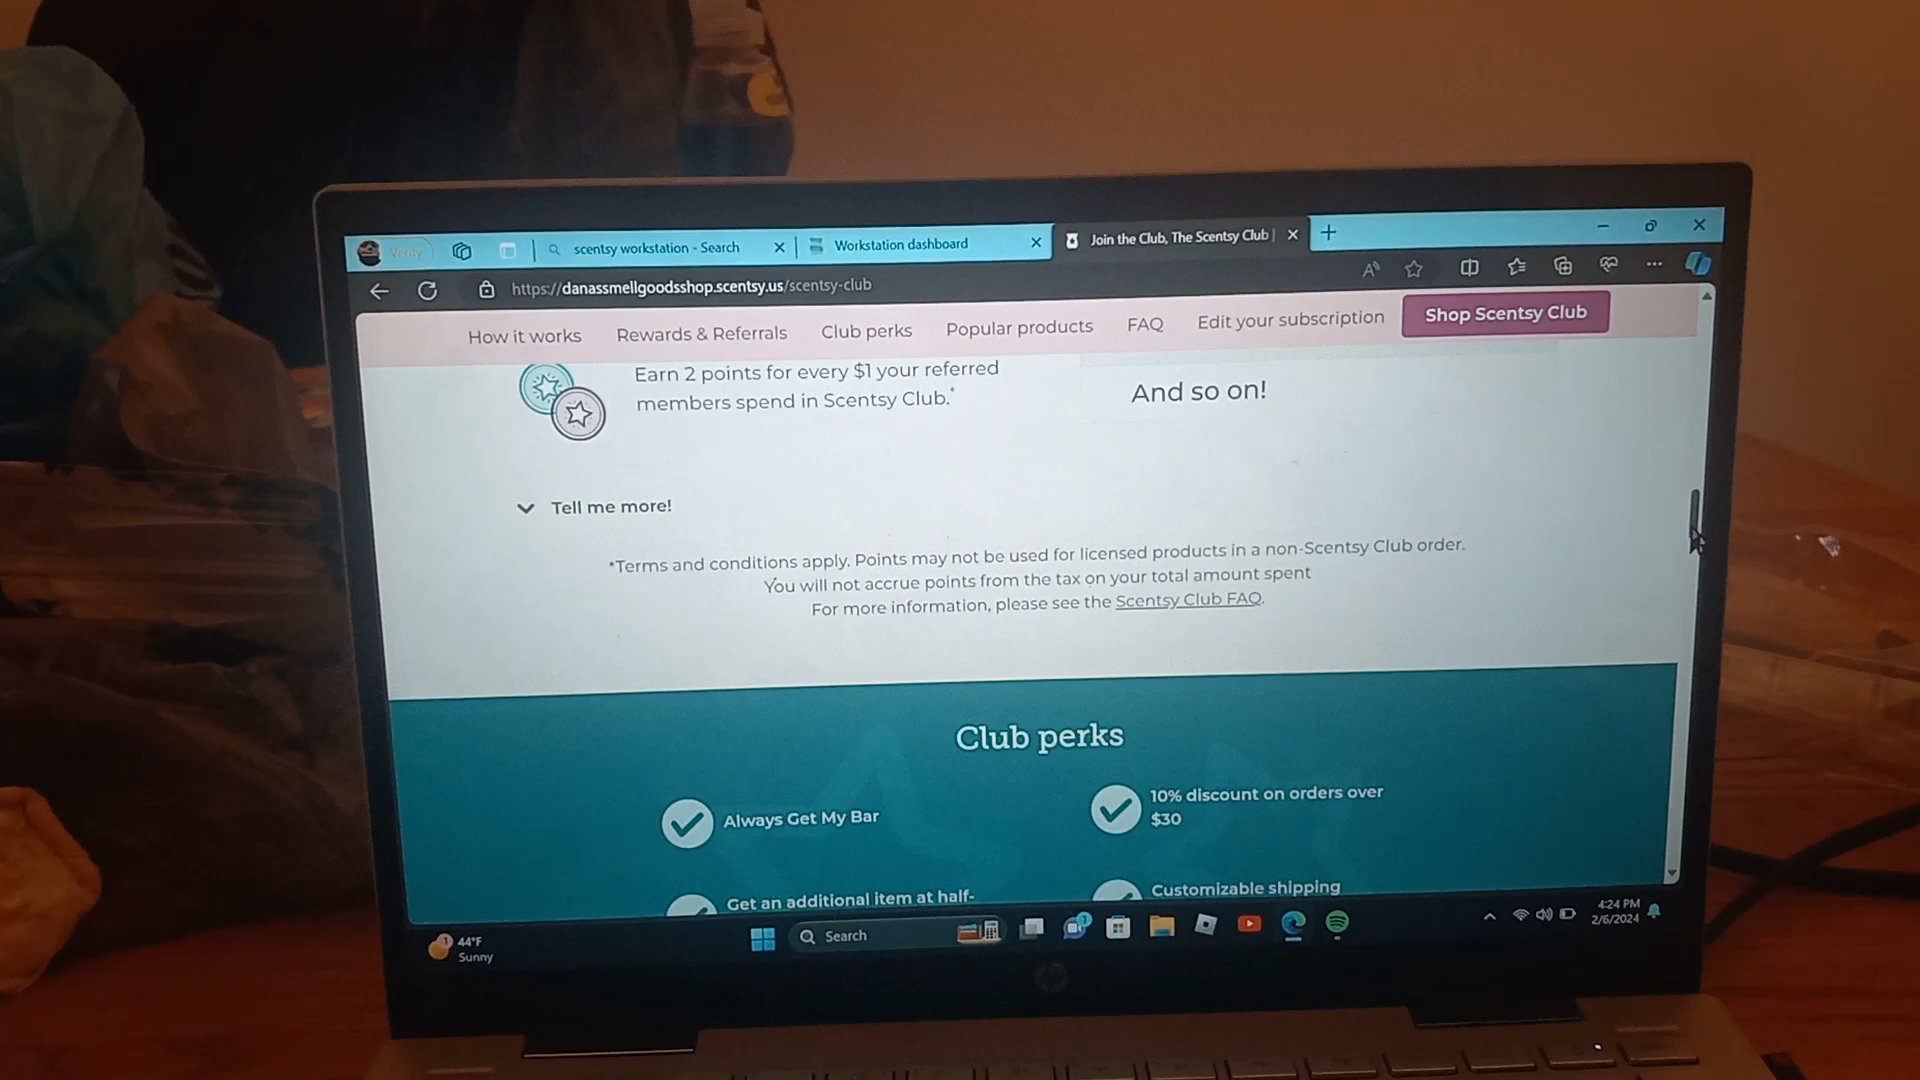 Verify
scentsy workstation - Search
Workstation dashboard
Join the Club, The Scentsy Club |
https://danassmellgoodsshop.scentsy.us/scentsy-club
How it works
Rewards & Referrals
Club perks
Popular products
FAQ
Edit your subscription
Shop Scentsy Club
Earn 2 points for every $1 your referred
members spend in Scentsy Club.*
And so on!
Tell me more!
*Terms and conditions apply. Points may not be used for licensed products in a non-Scentsy Club order.
You will not accrue points from the tax on your total amount spent
For more information, please see the Scentsy Club FAQ.
Club perks
Always Get My Bar
10% discount on orders over
$30
Get an additional item at half-
Customizable shipping
1
44°F
Sunny
Search
1
4:24 PM
2/6/2024